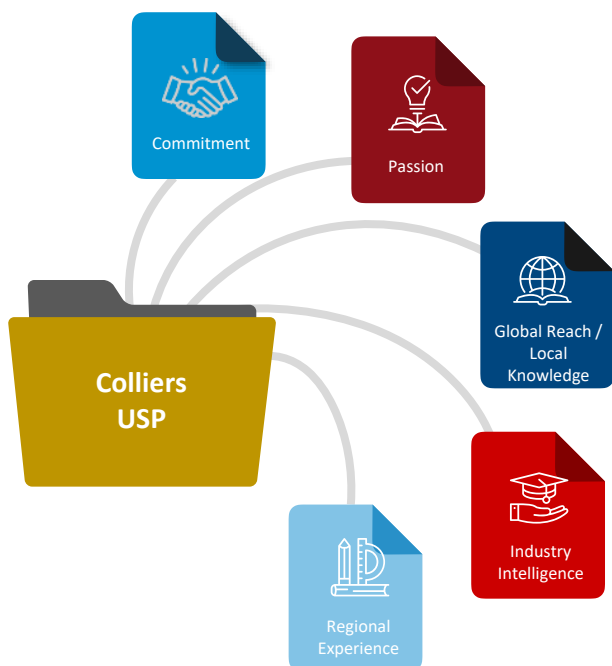 Commitment
Passion
Global Reach /
Local
Knowledge
Colliers
USP
Industry
Intelligence
Regional
Experience